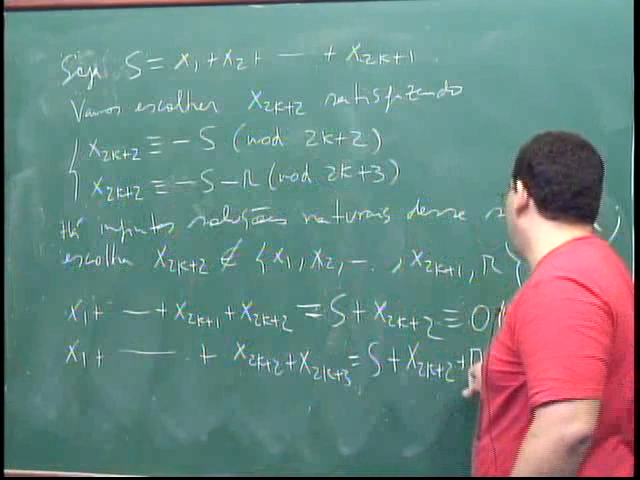 Seja S = x₁ + x₂ + ⋯ + x₂ₖ₊₁.
Vamos escolher x₂ₖ₊₂ satisfazendo
{ x₂ₖ₊₂ ≡ −S (mod 2k+2)
x₂ₖ₊₂ ≡ −S − n (mod 2k+3)
Há infinitas soluções naturais desse s
escolha x₂ₖ₊₂ ∉ {x₁, x₂, ⋯, x₂ₖ₊₁, n}
x₁ + ⋯ + x₂ₖ₊₁ + x₂ₖ₊₂ = S + x₂ₖ₊₂ ≡ 0
x₁ + ⋯ + x₂ₖ₊₂ + x₂ₖ₊₃ = S + x₂ₖ₊₂ + n